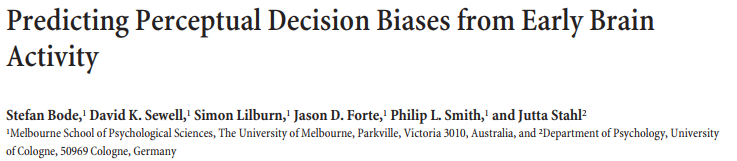 Predicting Perceptual Decision Biases from Early Brain
Activity
Stefan Bode,¹ David K. Sewell,¹ Simon Lilburn,¹ Jason D. Forte,¹ Philip L. Smith,¹ and Jutta Stahl²
¹Melbourne School of Psychological Sciences, The University of Melbourne, Parkville, Victoria 3010, Australia, and ²Department of Psychology, University
of Cologne, 50969 Cologne, Germany